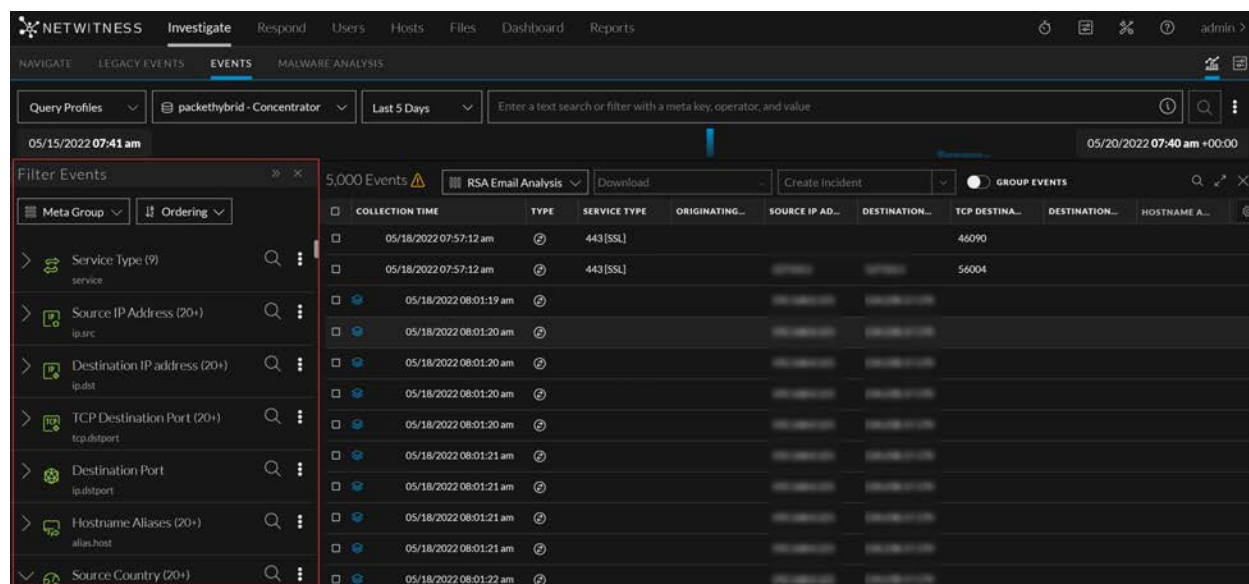 NETWITNESS Investigate Respond Users Hosts Files Dashboard Reports admin >
NAVIGATE LEGACY EVENTS EVENTS MALWARE ANALYSIS
Query Profiles packethybrid - Concentrator Last 5 Days Enter a text search or filter with a meta key, operator, and value
05/15/2022 07:41 am 05/20/2022 07:40 am +00:00
Filter Events 5,000 Events RSA Email Analysis Download Create Incident GROUP EVENTS
Meta Group Ordering
COLLECTION TIME TYPE SERVICE TYPE ORIGINATING... SOURCE IP AD... DESTINATION... TCP DESTINA... DESTINATION... HOSTNAME A...
05/18/2022 07:57:12 am 443 [SSL] 46090
Service Type (9)
service
05/18/2022 07:57:12 am 443 [SSL] 56004
05/18/2022 08:01:19 am
Source IP Address (20+)
ip.src
05/18/2022 08:01:20 am
Destination IP address (20+)
ip.dst
05/18/2022 08:01:20 am
05/18/2022 08:01:20 am
TCP Destination Port (20+)
tcp.dstport
05/18/2022 08:01:20 am
05/18/2022 08:01:21 am
Destination Port
ip.dstport
05/18/2022 08:01:21 am
Hostname Aliases (20+)
alias.host
05/18/2022 08:01:21 am
05/18/2022 08:01:21 am
Source Country (20+)
05/18/2022 08:01:22 am